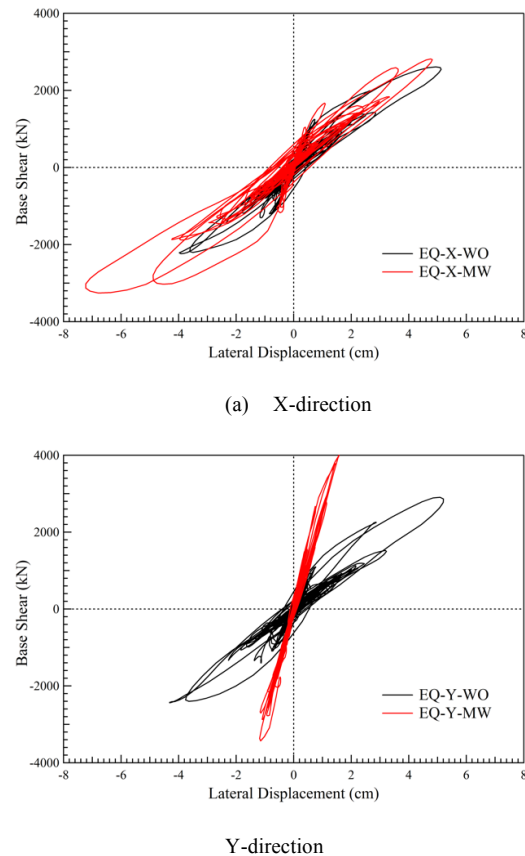 4000
2000
0
-2000
-4000
Base Shear (kN)
EQ-X-WO
EQ-X-MW
-8 -6 -4 -2 0 2 4 6 8
Lateral Displacement (cm)
(a) X-direction
4000
2000
0
-2000
-4000
Base Shear (kN)
EQ-Y-WO
EQ-Y-MW
-8 -6 -4 -2 0 2 4 6 8
Lateral Displacement (cm)
Y-direction